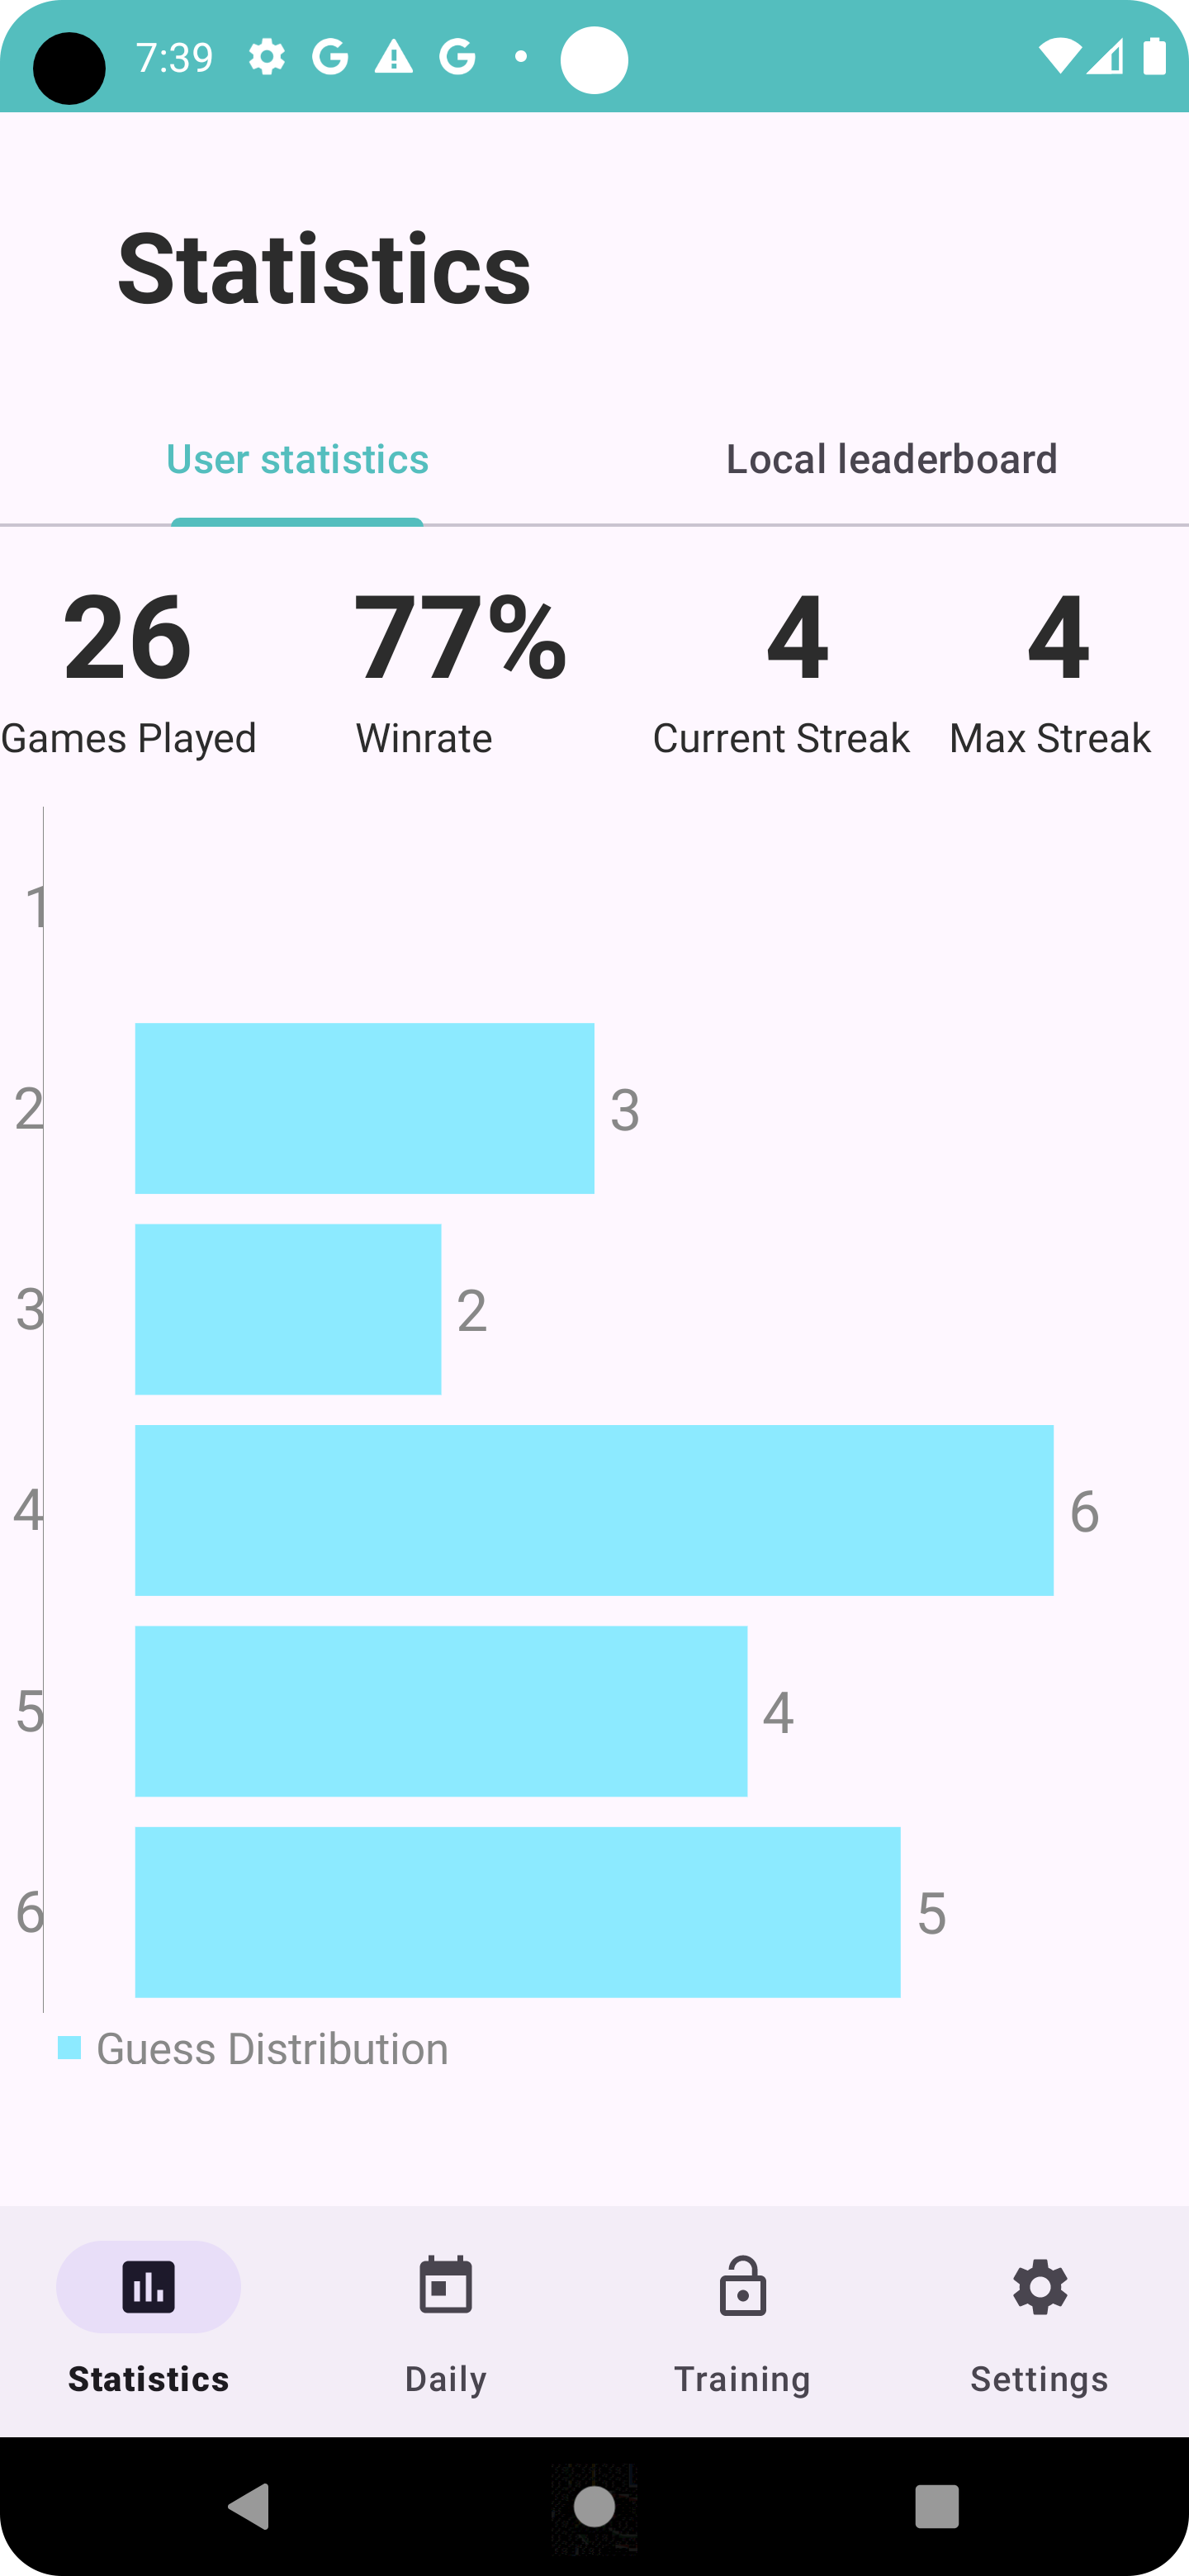 7:39
Statistics
User statistics
Local leaderboard
26 77% 4 4
Games Played Winrate Current Streak Max Streak
1
2 3
3 2
4 6
5 4
6 5
Guess Distribution
Statistics Daily Training Settings